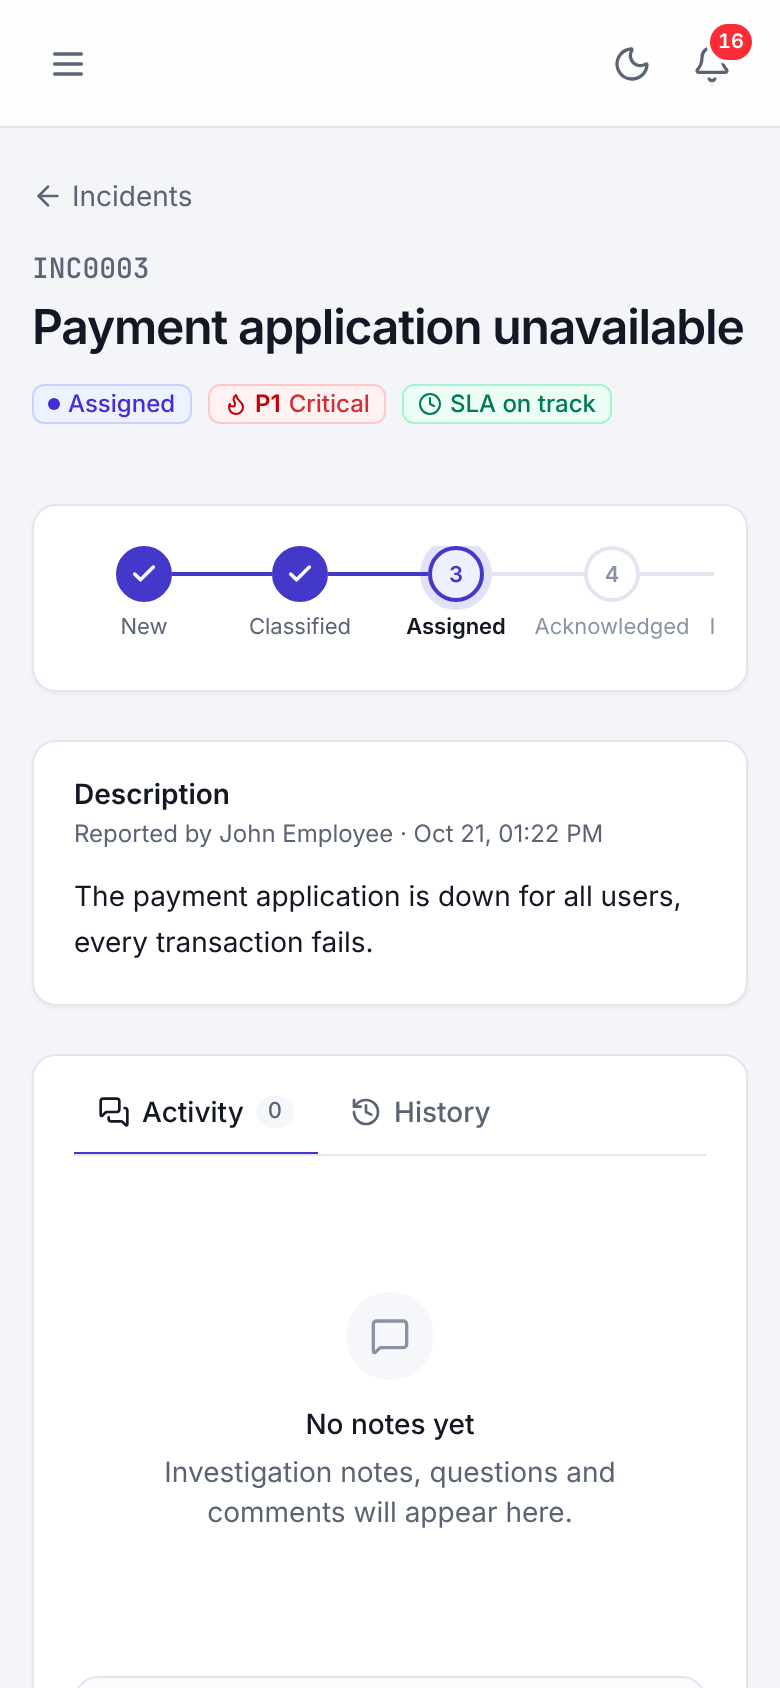 16
Incidents
INC0003
Payment application unavailable
Assigned
P1 Critical
SLA on track
3
4
New
Classified
Assigned
Acknowledged
Description
Reported by John Employee · Oct 21, 01:22 PM
The payment application is down for all users,
every transaction fails.
Activity 0
History
No notes yet
Investigation notes, questions and
comments will appear here.